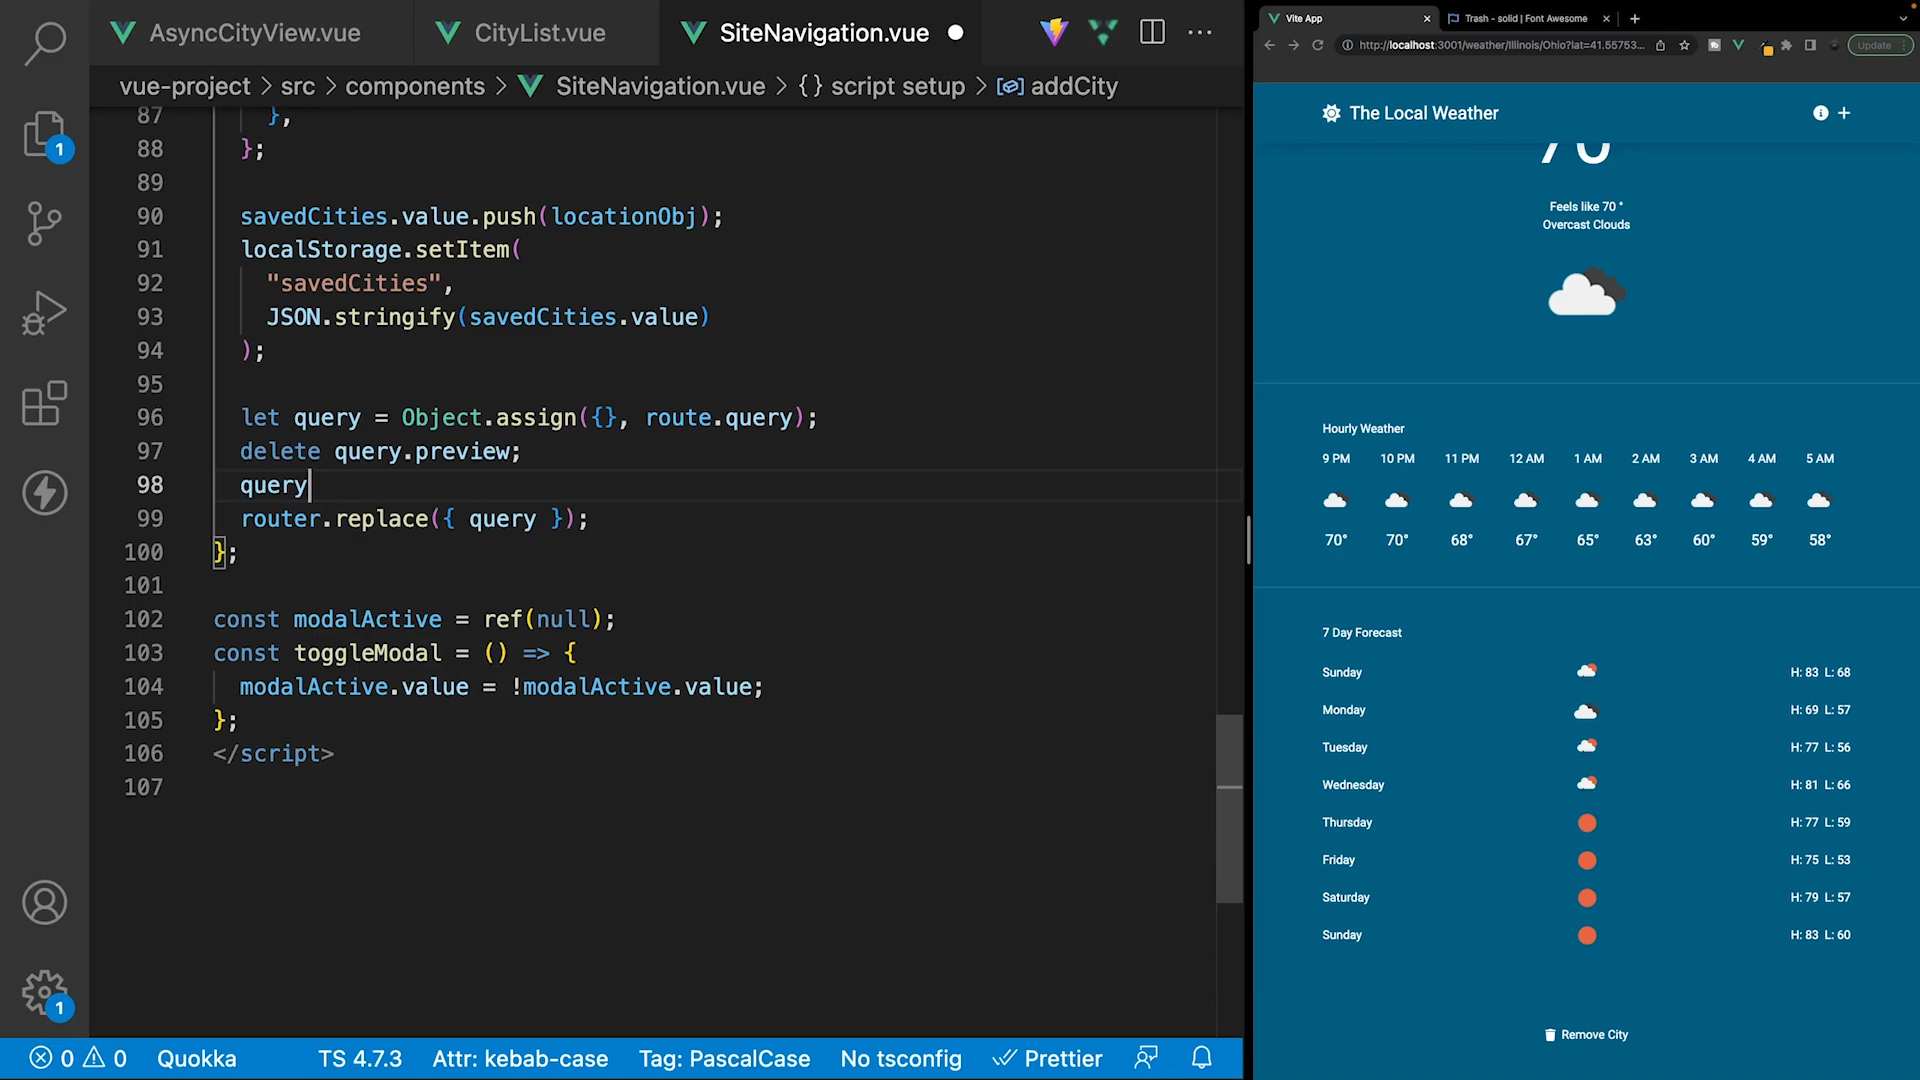 AsyncCityView.vue
CityList.vue
SiteNavigation.vue
vue-project > src > components > SiteNavigation.vue > {} script setup > addCity
87 },
88 };
89
90 savedCities.value.push(locationObj);
91 localStorage.setItem(
92 "savedCities",
93 JSON.stringify(savedCities.value)
94 );
95
96 let query = Object.assign({}, route.query);
97 delete query.preview;
98 query
99 router.replace({ query });
100 };
101
102 const modalActive = ref(null);
103 const toggleModal = () => {
104 modalActive.value = !modalActive.value;
105 };
106 </script>
107
1
1
0 0 Quokka TS 4.7.3 Attr: kebab-case Tag: PascalCase No tsconfig Prettier
Vite App
Trash - solid | Font Awesome
http://localhost:3001/weather/Illinois/Ohio?lat=41.55753...
Update
The Local Weather
70
Feels like 70 °
Overcast Clouds
Hourly Weather
9 PM 10 PM 11 PM 12 AM 1 AM 2 AM 3 AM 4 AM 5 AM
70° 70° 68° 67° 65° 63° 60° 59° 58°
7 Day Forecast
Sunday H: 83 L: 68
Monday H: 69 L: 57
Tuesday H: 77 L: 56
Wednesday H: 81 L: 66
Thursday H: 77 L: 59
Friday H: 75 L: 53
Saturday H: 79 L: 57
Sunday H: 83 L: 60
Remove City